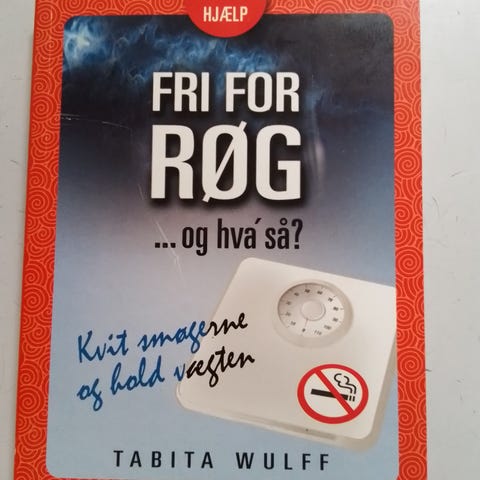 HJÆLP
FRI FOR
RØG
...og hva´så?
Kvit smøgerne
og hold vægten
TABITA WULFF